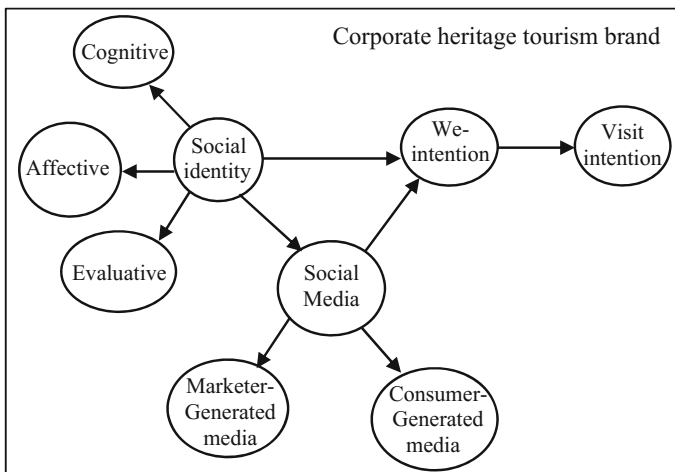 Corporate heritage tourism brand
Cognitive
Social
identity
We-
intention
Visit
intention
Affective
Evaluative
Social
Media
Marketer-
Generated
media
Consumer-
Generated
media